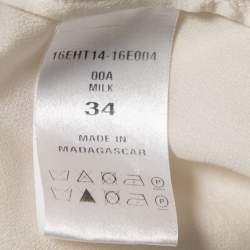 16EHT14-16E004
00A
MILK
34
MADE IN
MADAGASCAR
P
P